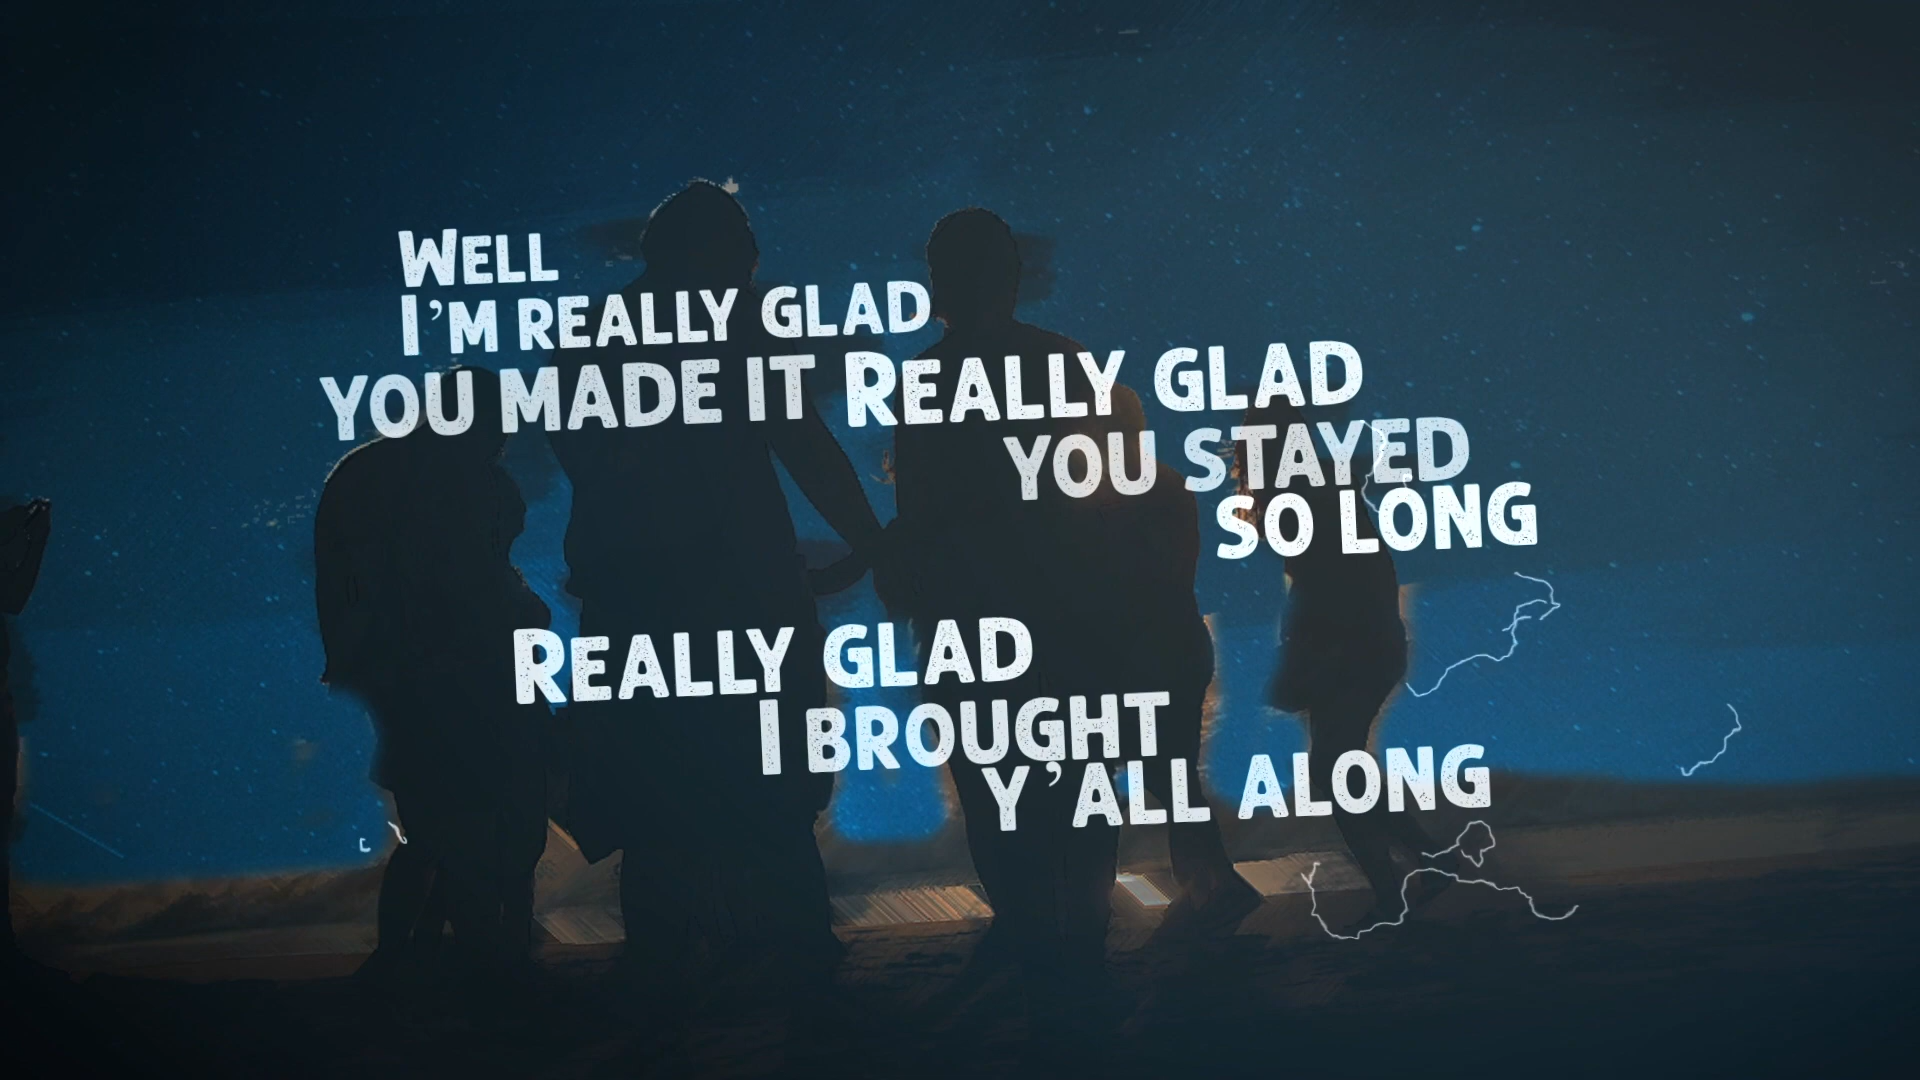 Well
I'm really glad
you made it Really glad
you stayed
so long
Really glad
I brought
y'all along